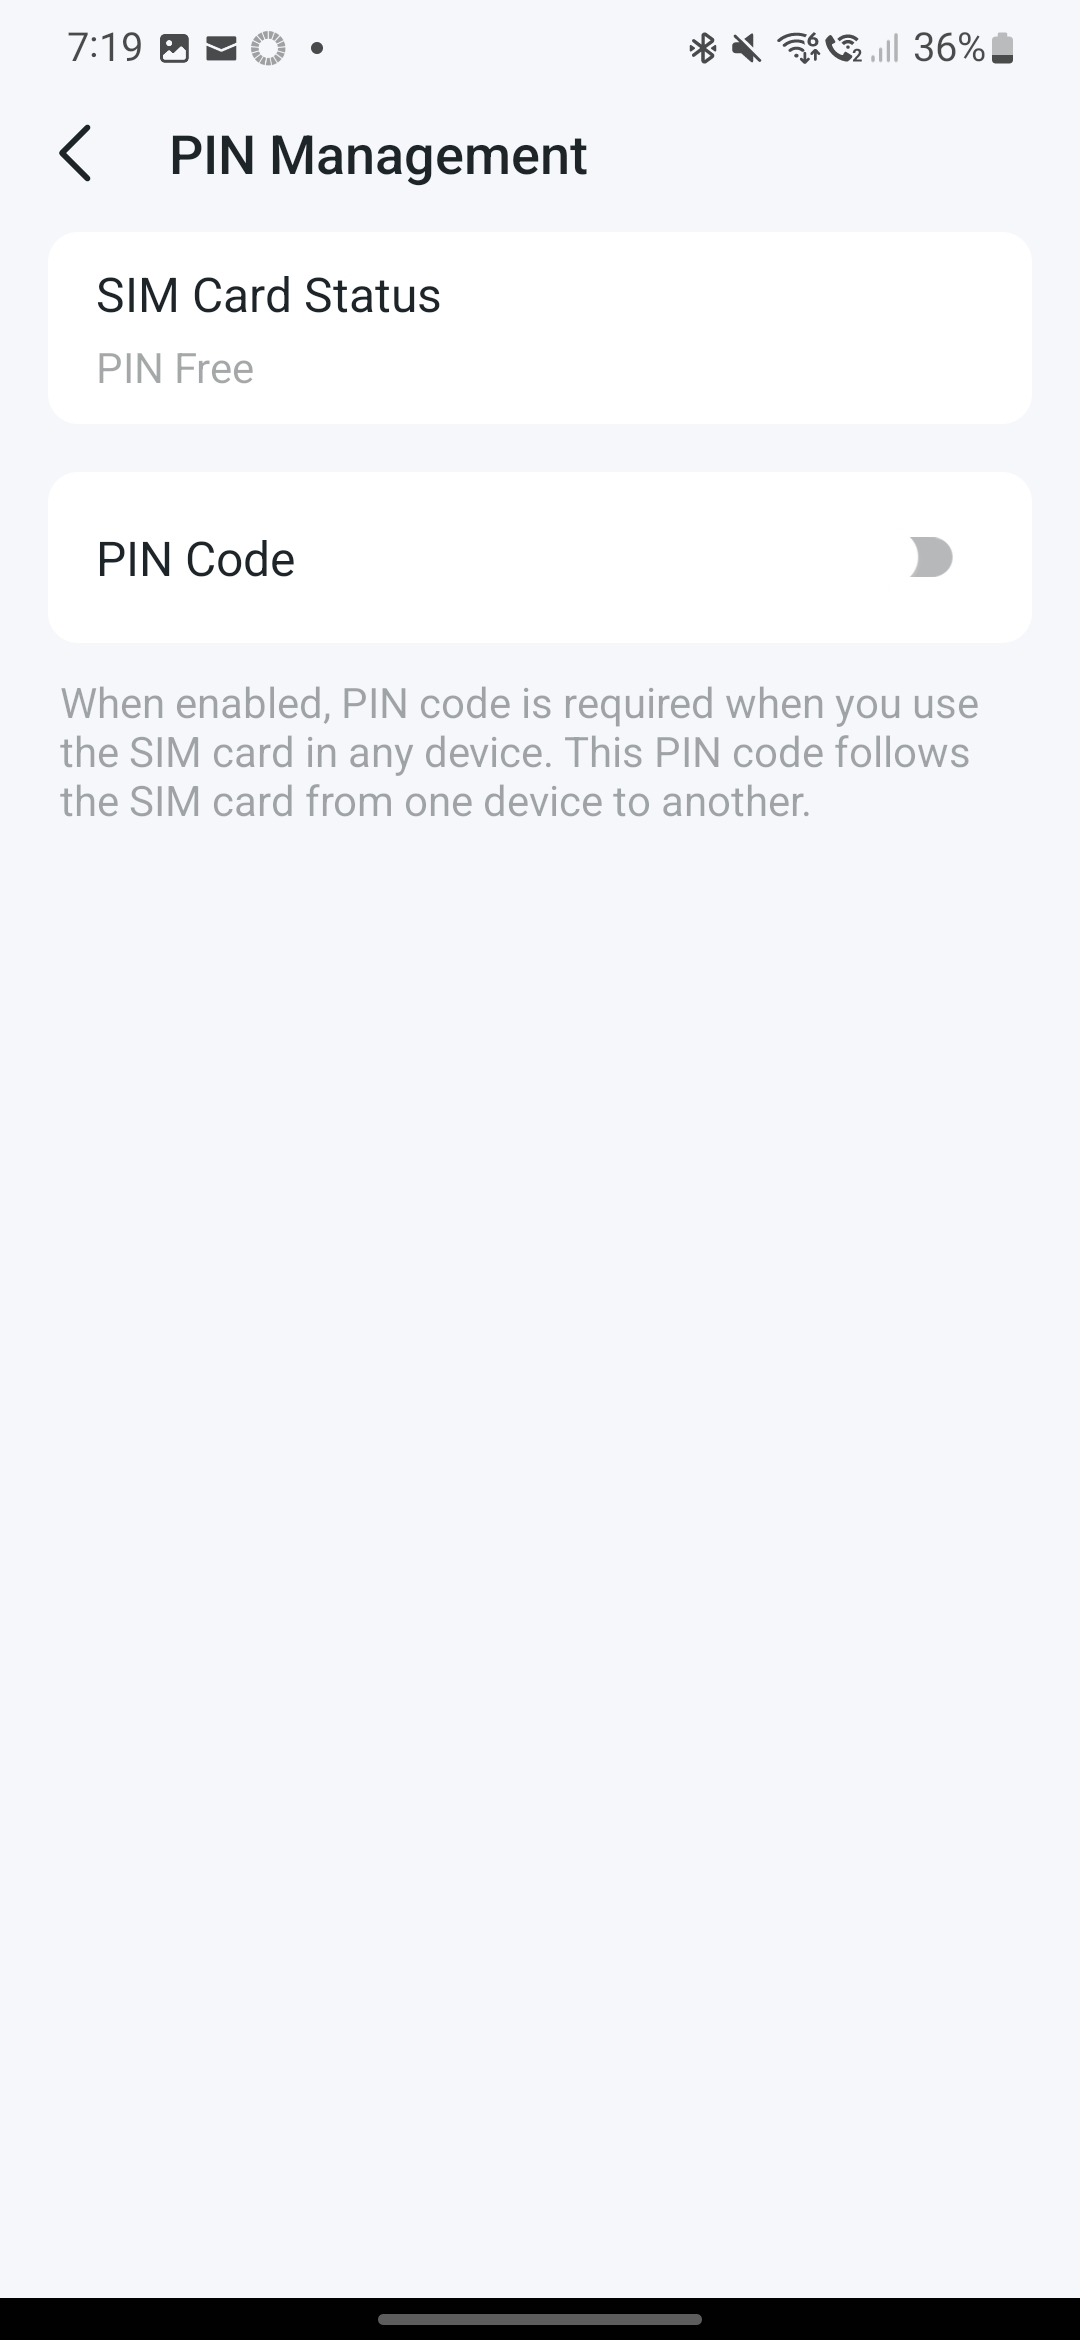 7:19 36%
PIN Management
SIM Card Status
PIN Free
PIN Code
When enabled, PIN code is required when you use
the SIM card in any device. This PIN code follows
the SIM card from one device to another.